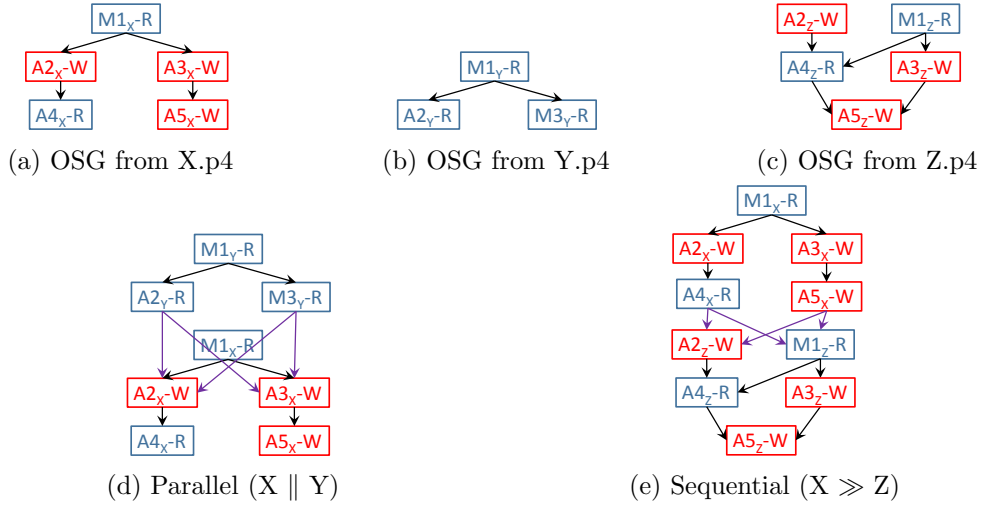 M1X-R
A2X-W A3X-W
A4X-R A5X-W
(a) OSG from X.p4
M1Y-R
A2Y-R M3Y-R
(b) OSG from Y.p4
A2Z-W M1Z-R
A4Z-R A3Z-W
A5Z-W
(c) OSG from Z.p4
M1Y-R
A2Y-R M3Y-R
M1X-R
A2X-W A3X-W
A4X-R A5X-W
(d) Parallel (X ∥ Y)
M1X-R
A2X-W A3X-W
A4X-R A5X-W
A2Z-W M1Z-R
A4Z-R A3Z-W
A5Z-W
(e) Sequential (X ≫ Z)